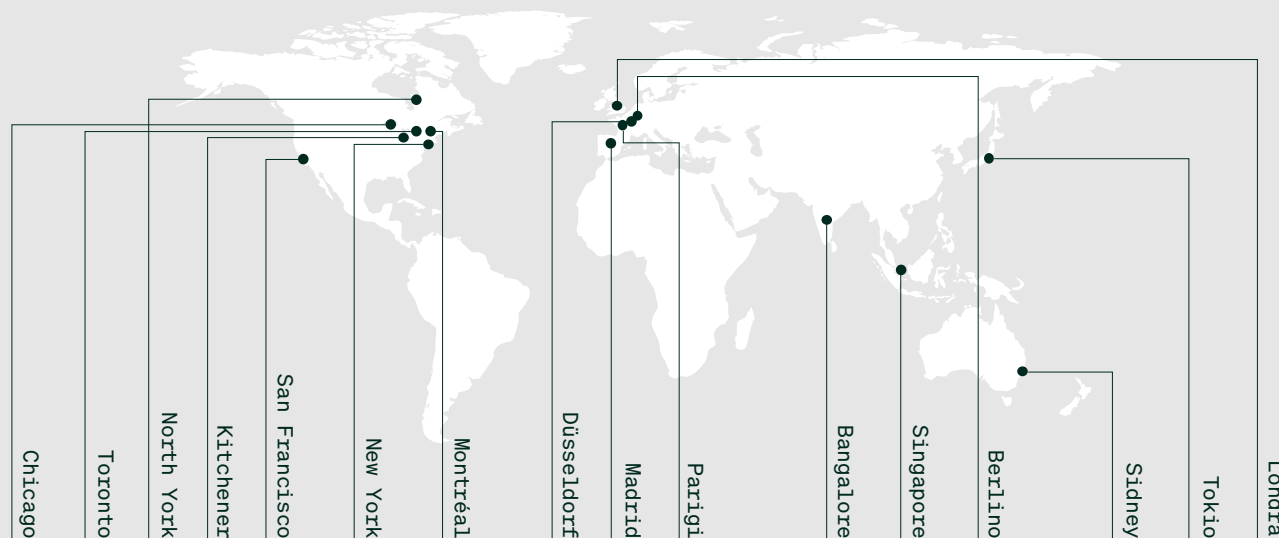 Chicago
Toronto
North York
Kitchener
San Francisco
New York
Montréal
Düsseldorf
Madrid
Parigi
Bangalore
Singapore
Berlino
Sidney
Tokio
Londra